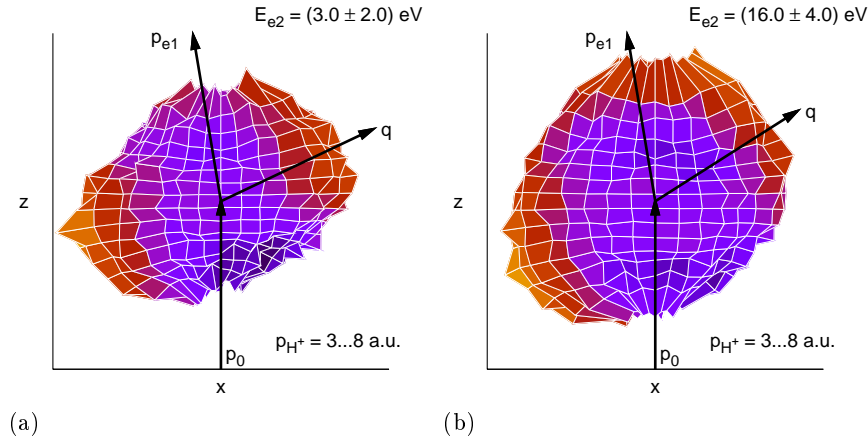 E_e2 = (3.0 ± 2.0) eV
p_e1
q
z
p_0
p_H+ = 3...8 a.u.
x
(a)
E_e2 = (16.0 ± 4.0) eV
p_e1
q
z
p_0
p_H+ = 3...8 a.u.
x
(b)